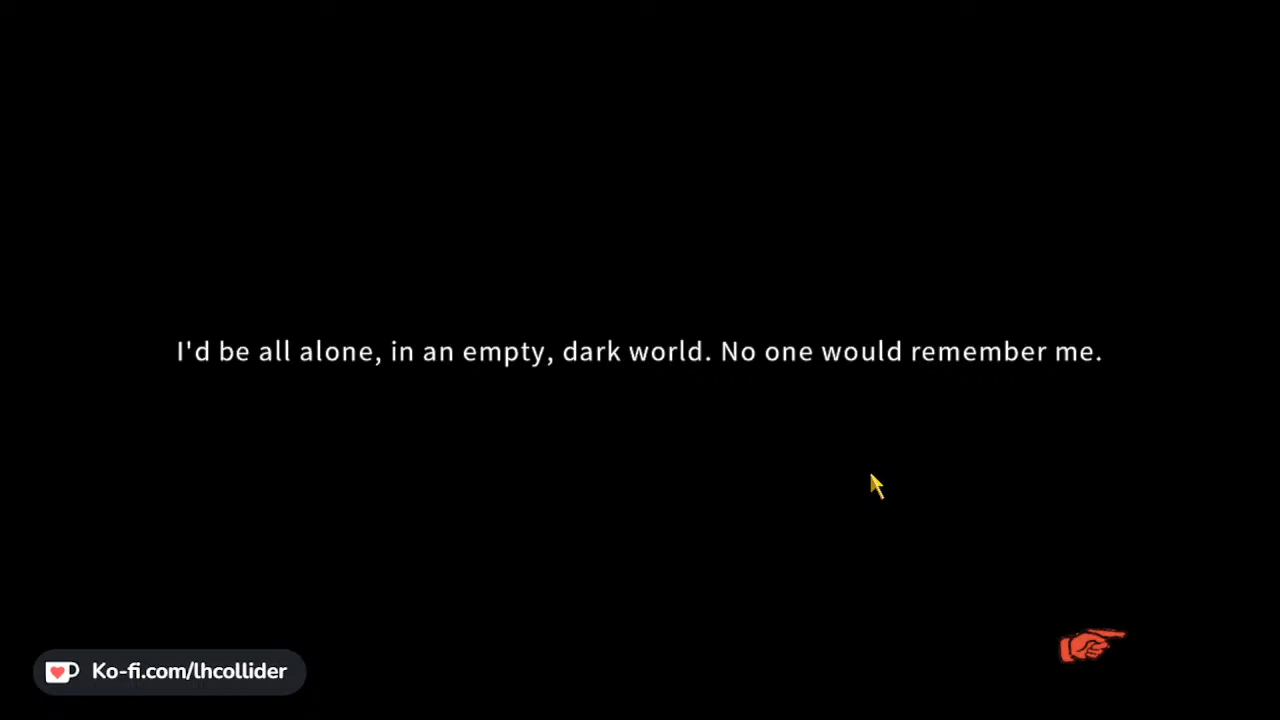 I'd be all alone, in an empty, dark world. No one would remember me.
Ko-fi.com/lhcollider